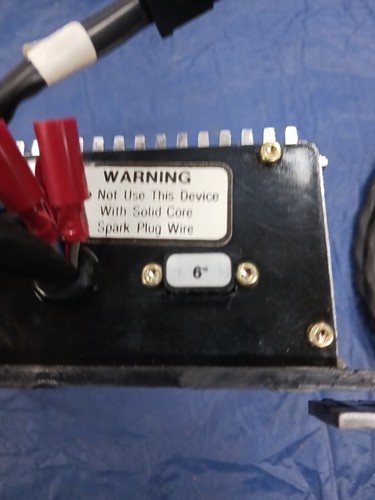 WARNING
Not Use This Device
With Solid Core
Spark Plug Wire
6°